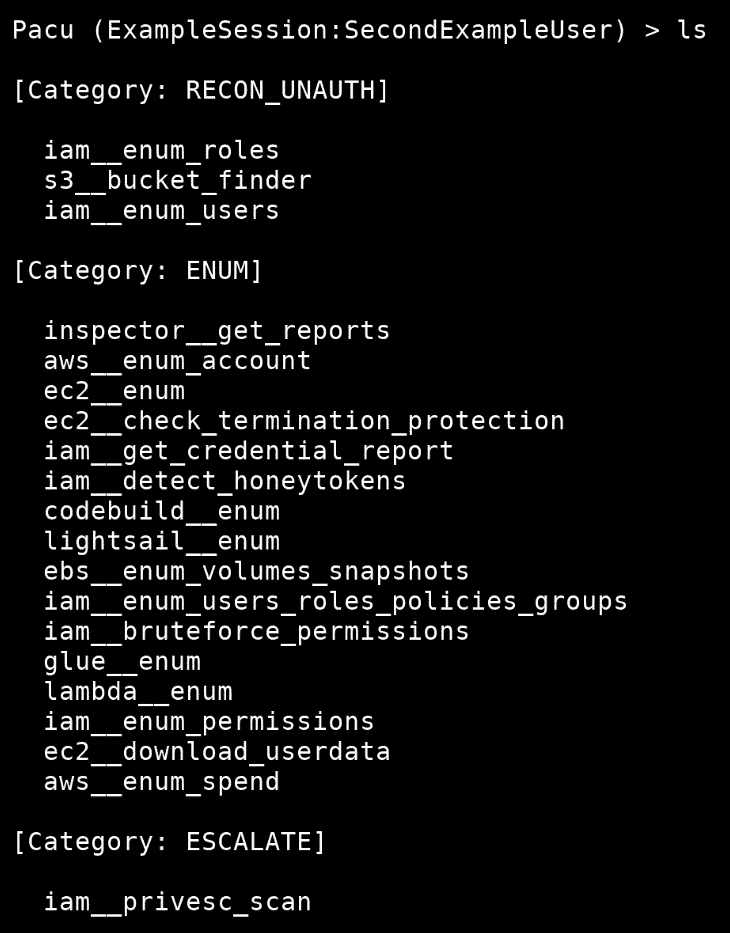 Pacu (ExampleSession:SecondExampleUser) > ls
[Category: RECON_UNAUTH]
iam__enum_roles
s3__bucket_finder
iam__enum_users
[Category: ENUM]
inspector__get_reports
aws__enum_account
ec2__enum
ec2__check_termination_protection
iam__get_credential_report
iam__detect_honeytokens
codebuild__enum
lightsail__enum
ebs__enum_volumes_snapshots
iam__enum_users_roles_policies_groups
iam__bruteforce_permissions
glue__enum
lambda__enum
iam__enum_permissions
ec2__download_userdata
aws__enum_spend
[Category: ESCALATE]
iam__privesc_scan